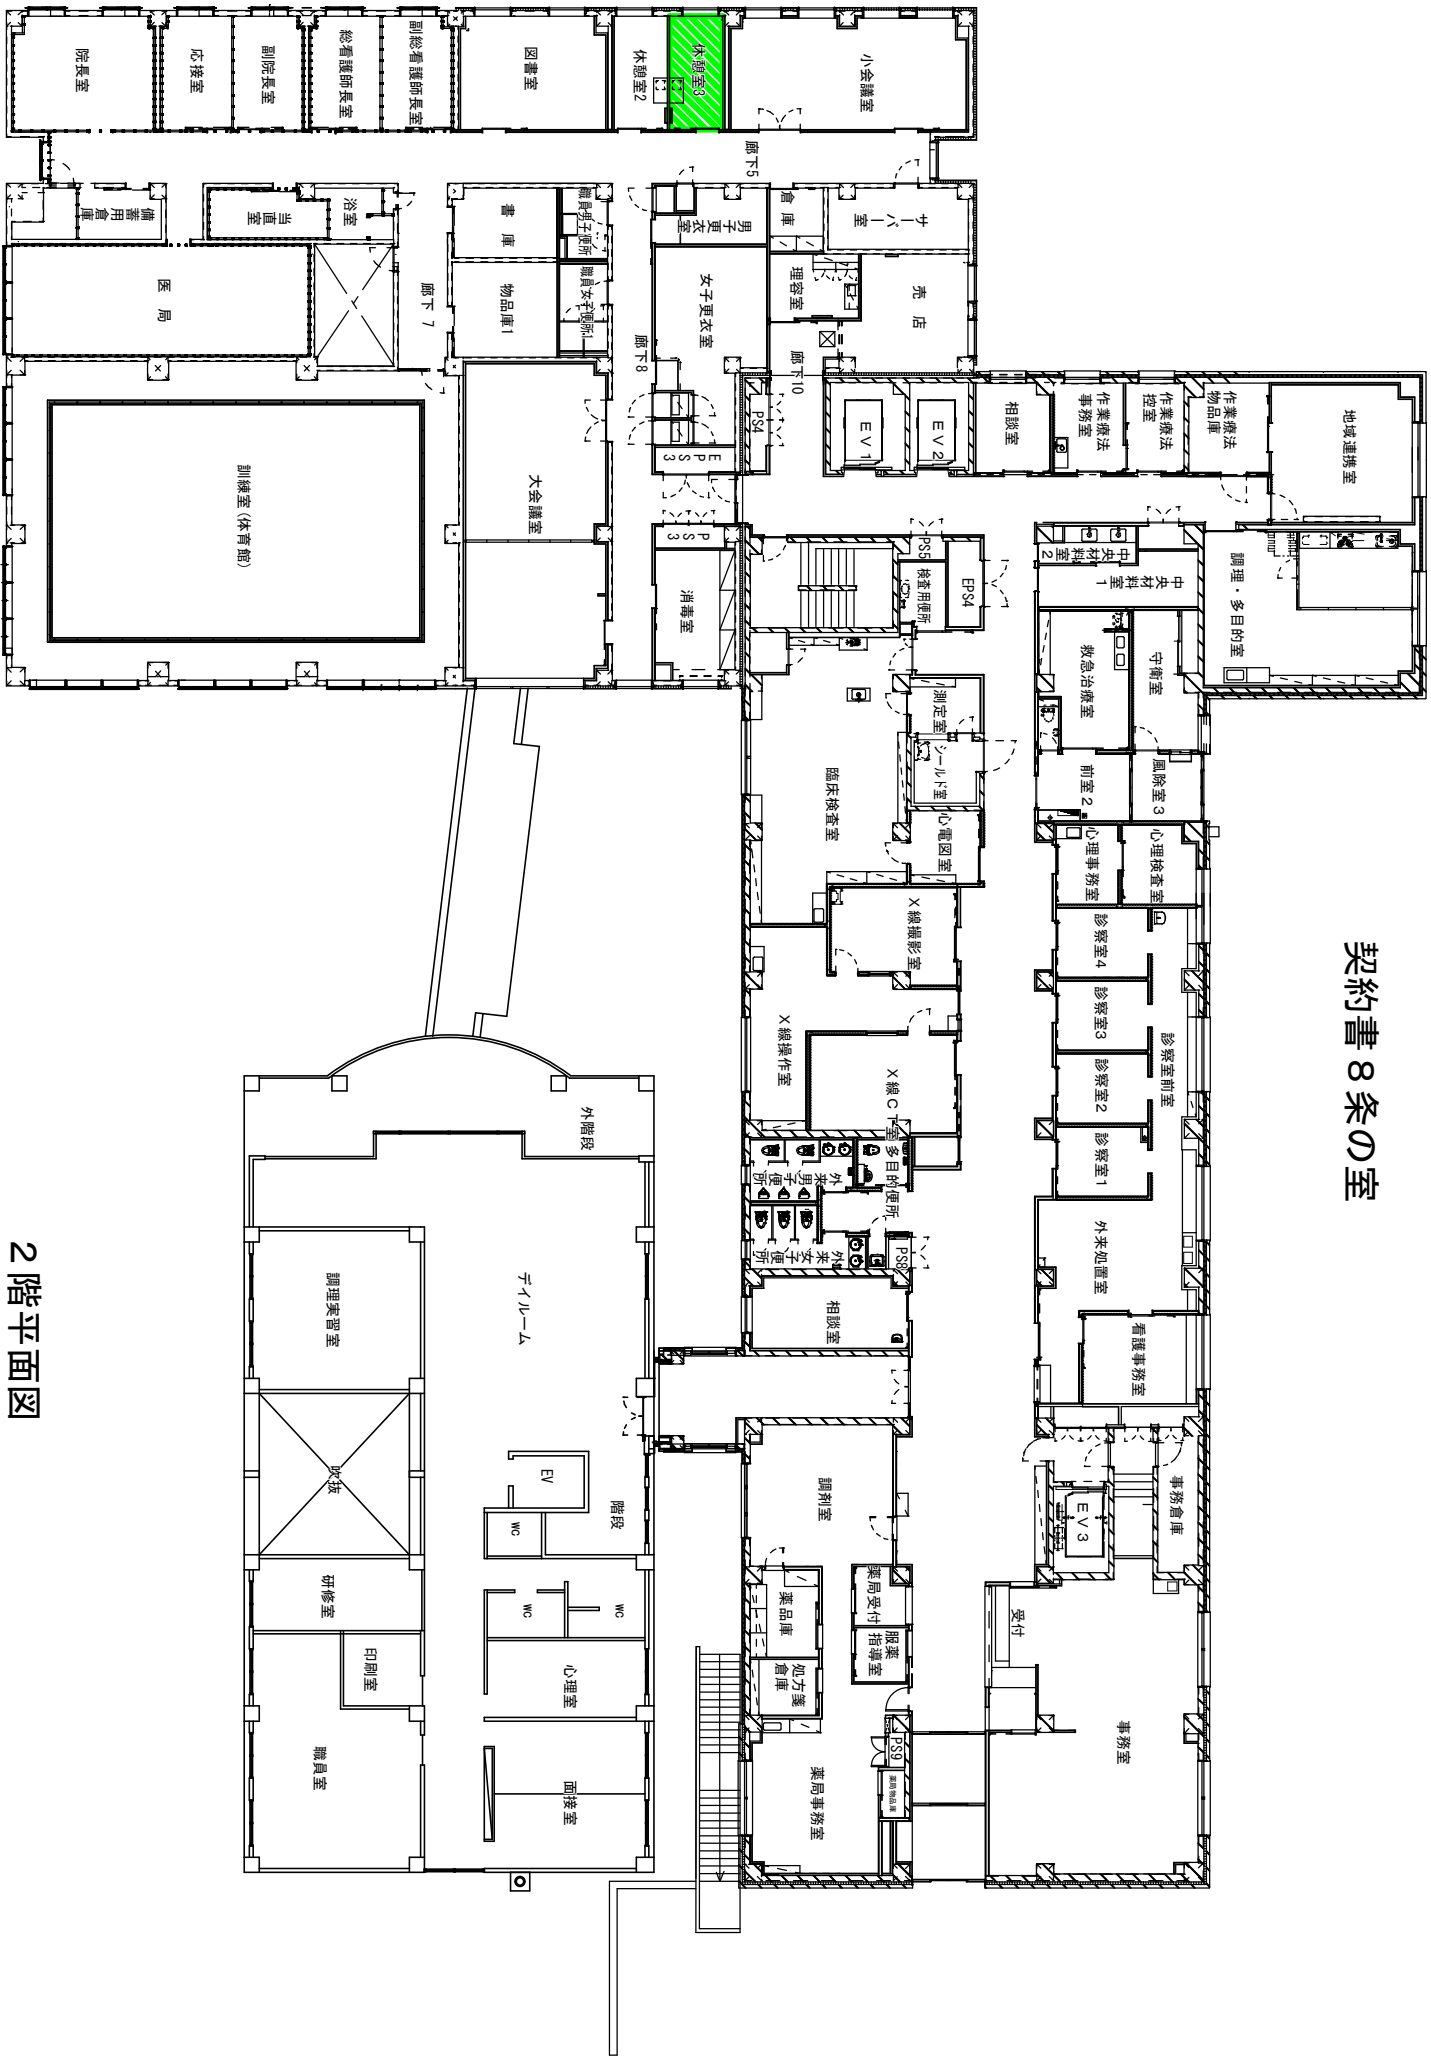 契約書８条の室
２階平面図
院長室
応接室
副院長室
総看護師長室
副総看護師長室
図書室
休憩室2
休憩室3
小会議室
廊下5
備蓄用倉庫
当直室
浴室
書庫
職員男子便所
男子更衣室
倉庫
サーバー室
医局
廊下 7
物品庫1
職員女子便所1
廊下8
女子更衣室
理容室
売店
廊下10
訓練室(体育館)
大会議室
EPS3
PS3
消毒室
PS4
EV1
EV2
相談室
作業療法事務室
作業療法控室
作業療法物品庫
地域連携室
PS5
検査用便所
EPS4
中央材料室2
中央材料室1
調理・多目的室
測定室
シールド室
心電図室
臨床検査室
救急治療室
守衛室
前室2
風除室3
心理事務室
心理検査室
X線撮影室
X線操作室
X線CT室
診察室4
診察室3
診察室2
診察室1
診察室前室
外来男子便所
多目的便所
外来女子便所
PS8
相談室
外来処置室
看護事務室
EV3
事務倉庫
受付
事務室
調剤室
薬品庫
薬局受付
服薬指導室
処方箋倉庫
PS9
薬局物品庫
薬局事務室
外階段
デイルーム
調理実習室
吹抜
EV
階段
WC
WC
WC
研修室
印刷室
心理室
職員室
面接室